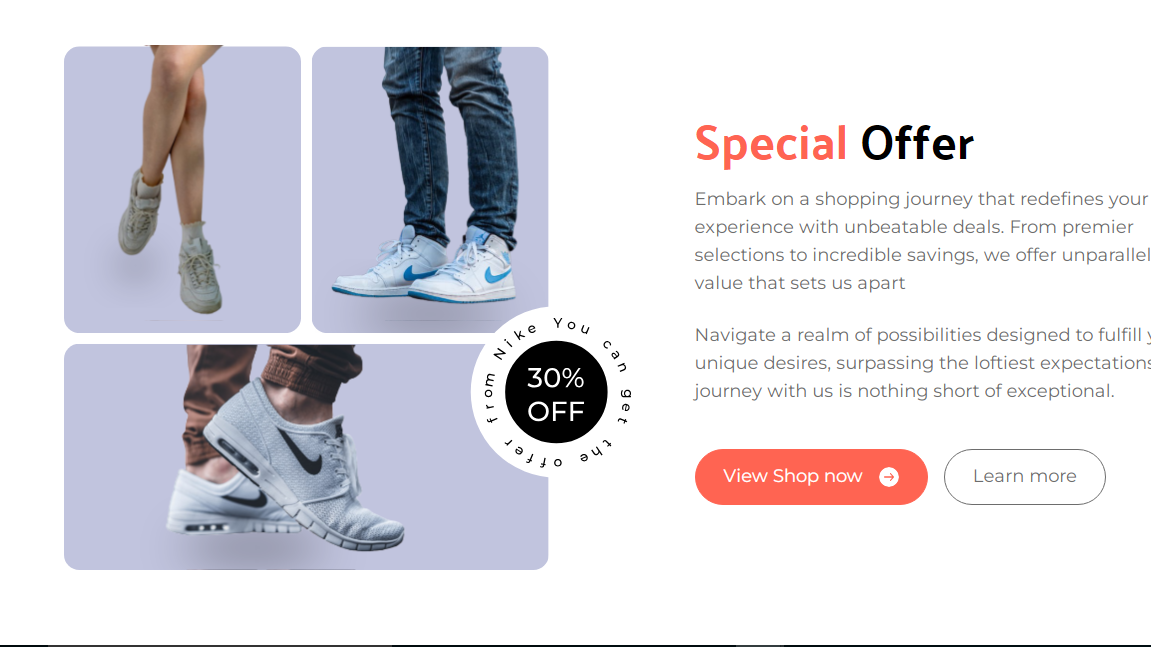 Special Offer
Embark on a shopping journey that redefines your
experience with unbeatable deals. From premier
selections to incredible savings, we offer unparallel
value that sets us apart
Navigate a realm of possibilities designed to fulfill
unique desires, surpassing the loftiest expectations
journey with us is nothing short of exceptional.
View Shop now
Learn more
You can get the offer from Nike
30%
OFF